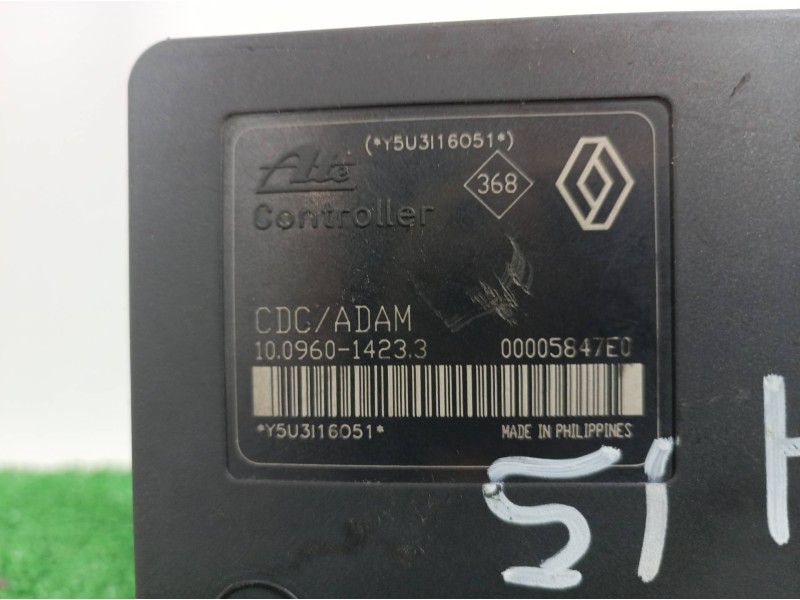 (*Y5U3I16051*)
Ate
368
Controller
CDC/ADAM
10.0960-1423.3 00005847E0
*Y5U3I16051*
MADE IN PHILIPPINES
51 H